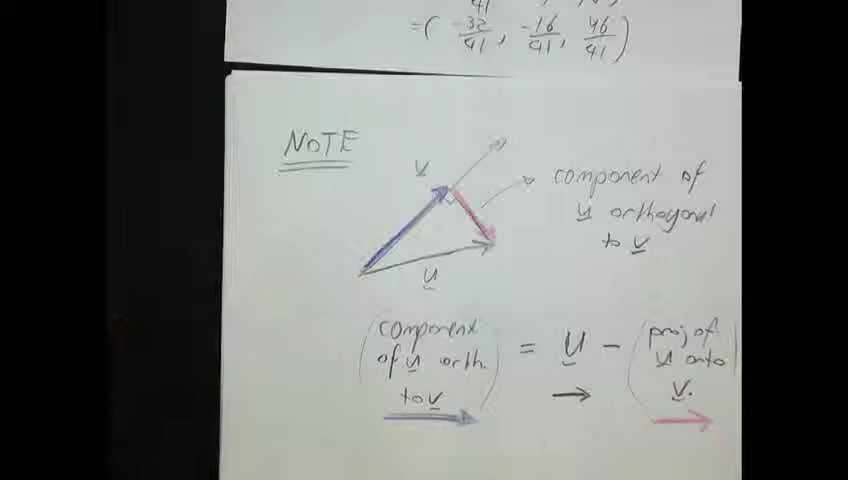 = ( -32/41 , -16/41 , 46/41 )
NOTE
v
component of
u orthogonal
to v
u
( component of u orth. to v ) = u - ( proj of u onto v. )